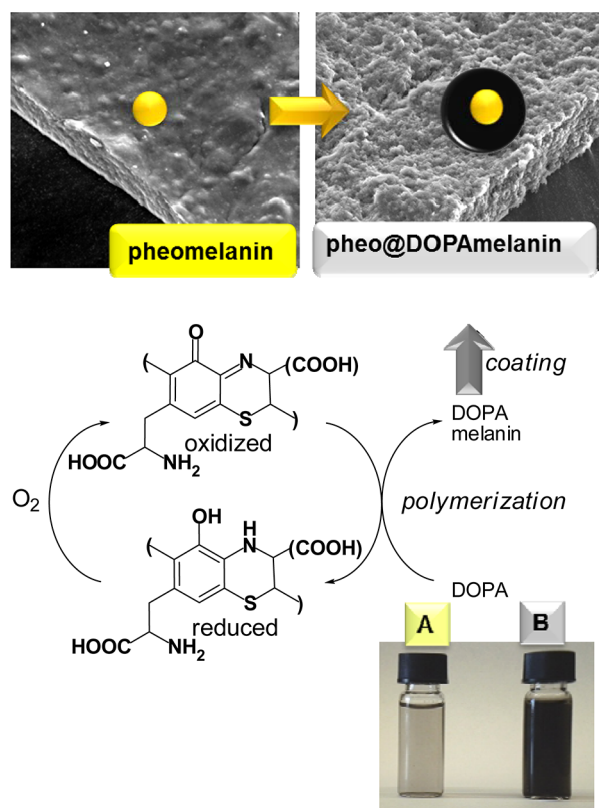 pheomelanin
pheo@DOPAmelanin
O
(
N
(COOH)
S
)
oxidized
HOOC
NH2
O2
coating
DOPA
melanin
polymerization
OH
H
N
(
(COOH)
S
)
reduced
HOOC
NH2
DOPA
A
B